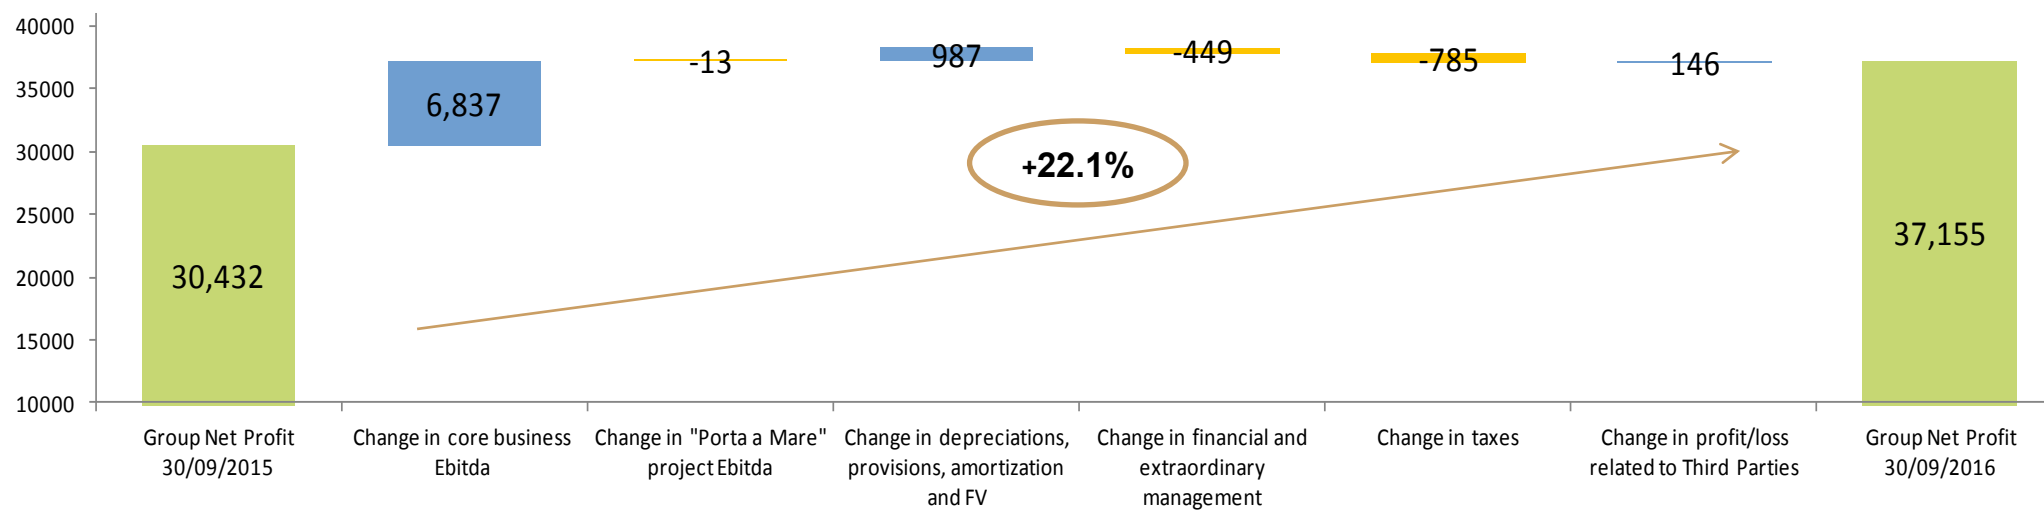 40000
35000
30000
25000
20000
15000
10000
30,432
6,837
-13
987
-449
-785
146
37,155
+22.1%
Group Net Profit
30/09/2015
Change in core business
Ebitda
Change in "Porta a Mare"
project Ebitda
Change in depreciations,
provisions, amortization
and FV
Change in financial and
extraordinary
management
Change in taxes
Change in profit/loss
related to Third Parties
Group Net Profit
30/09/2016